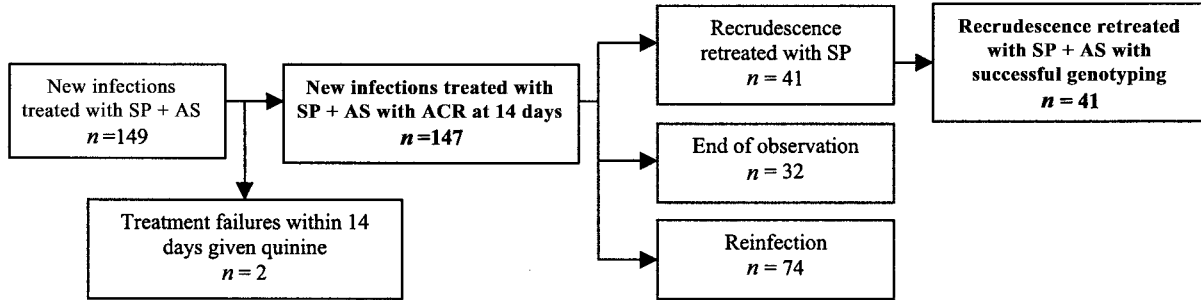 New infections
treated with SP + AS
n =149
Treatment failures within 14
days given quinine
n = 2
New infections treated with
SP + AS with ACR at 14 days
n=147
Recrudescence
retreated with SP
n = 41
End of observation
n = 32
Reinfection
n = 74
Recrudescence retreated
with SP + AS with
successful genotyping
n = 41